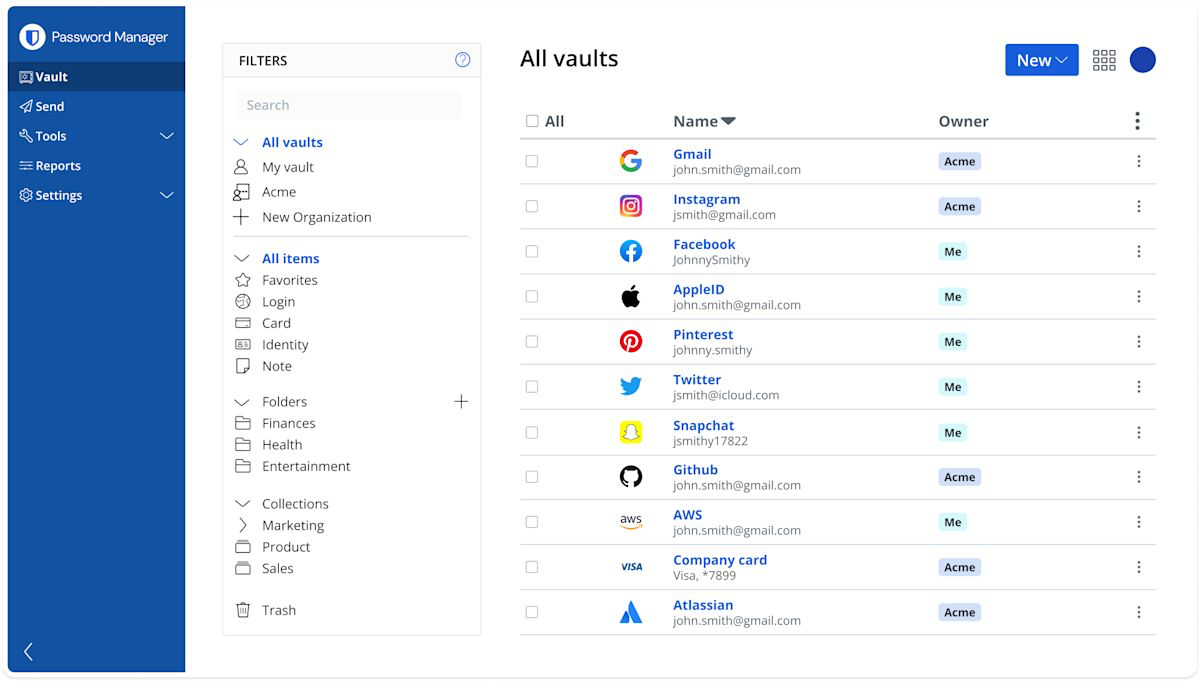 Password Manager
Vault
Send
Tools
Reports
Settings
FILTERS
Search
All vaults
My vault
Acme
New Organization
All items
Favorites
Login
Card
Identity
Note
Folders
Finances
Health
Entertainment
Collections
Marketing
Product
Sales
Trash
All vaults
New
All Name Owner
Gmail
john.smith@gmail.com
Acme
Instagram
jsmith@gmail.com
Acme
Facebook
JohnnySmithy
Me
AppleID
john.smith@gmail.com
Me
Pinterest
johnny.smithy
Me
Twitter
jsmith@icloud.com
Me
Snapchat
jsmithy17822
Me
Github
john.smith@gmail.com
Acme
aws
AWS
john.smith@gmail.com
Me
VISA
Company card
Visa, *7899
Acme
Atlassian
john.smith@gmail.com
Acme